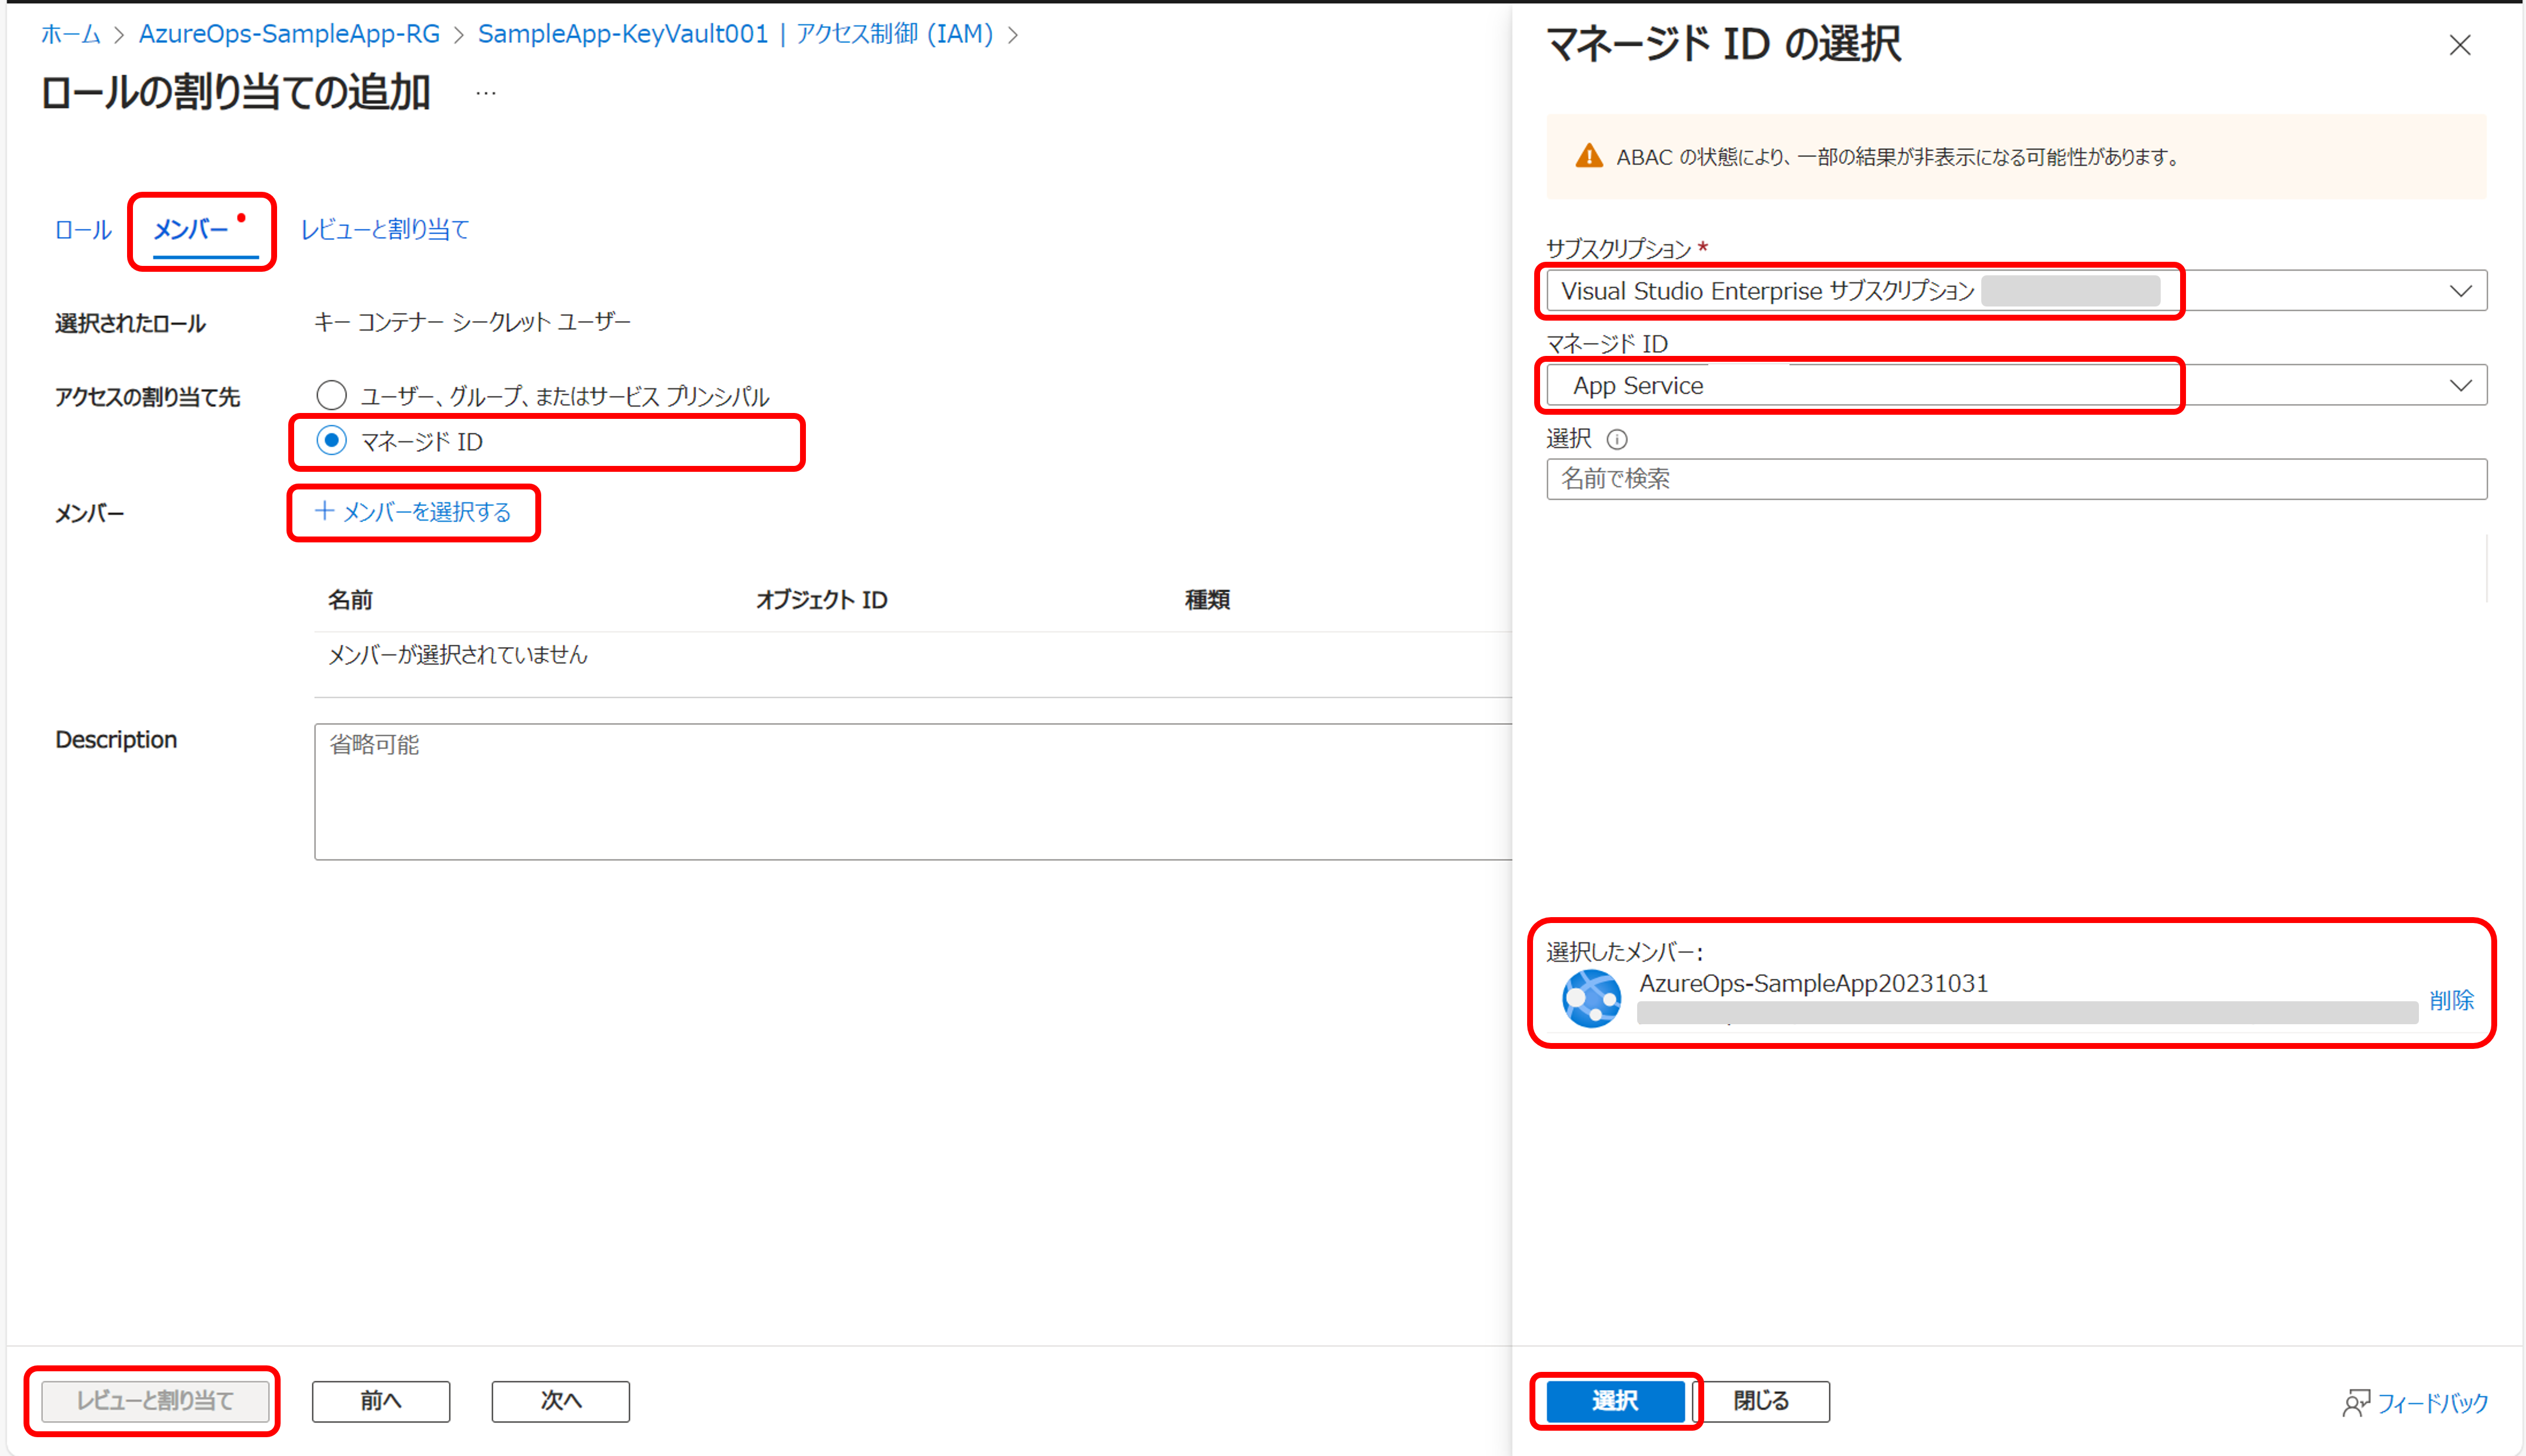 ホーム > AzureOps-SampleApp-RG > SampleApp-KeyVault001 | アクセス制御 (IAM) >
ロールの割り当ての追加 …
ロール メンバー レビューと割り当て
選択されたロール キー コンテナー シークレット ユーザー
アクセスの割り当て先 ユーザー、グループ、またはサービス プリンシパル
マネージド ID
メンバー + メンバーを選択する
名前 オブジェクト ID 種類
メンバーが選択されていません
Description 省略可能
レビューと割り当て 前へ 次へ
マネージド ID の選択
ABAC の状態により、一部の結果が非表示になる可能性があります。
サブスクリプション *
Visual Studio Enterprise サブスクリプション
マネージド ID
App Service
選択
名前で検索
選択したメンバー:
AzureOps-SampleApp20231031
削除
選択 閉じる フィードバック